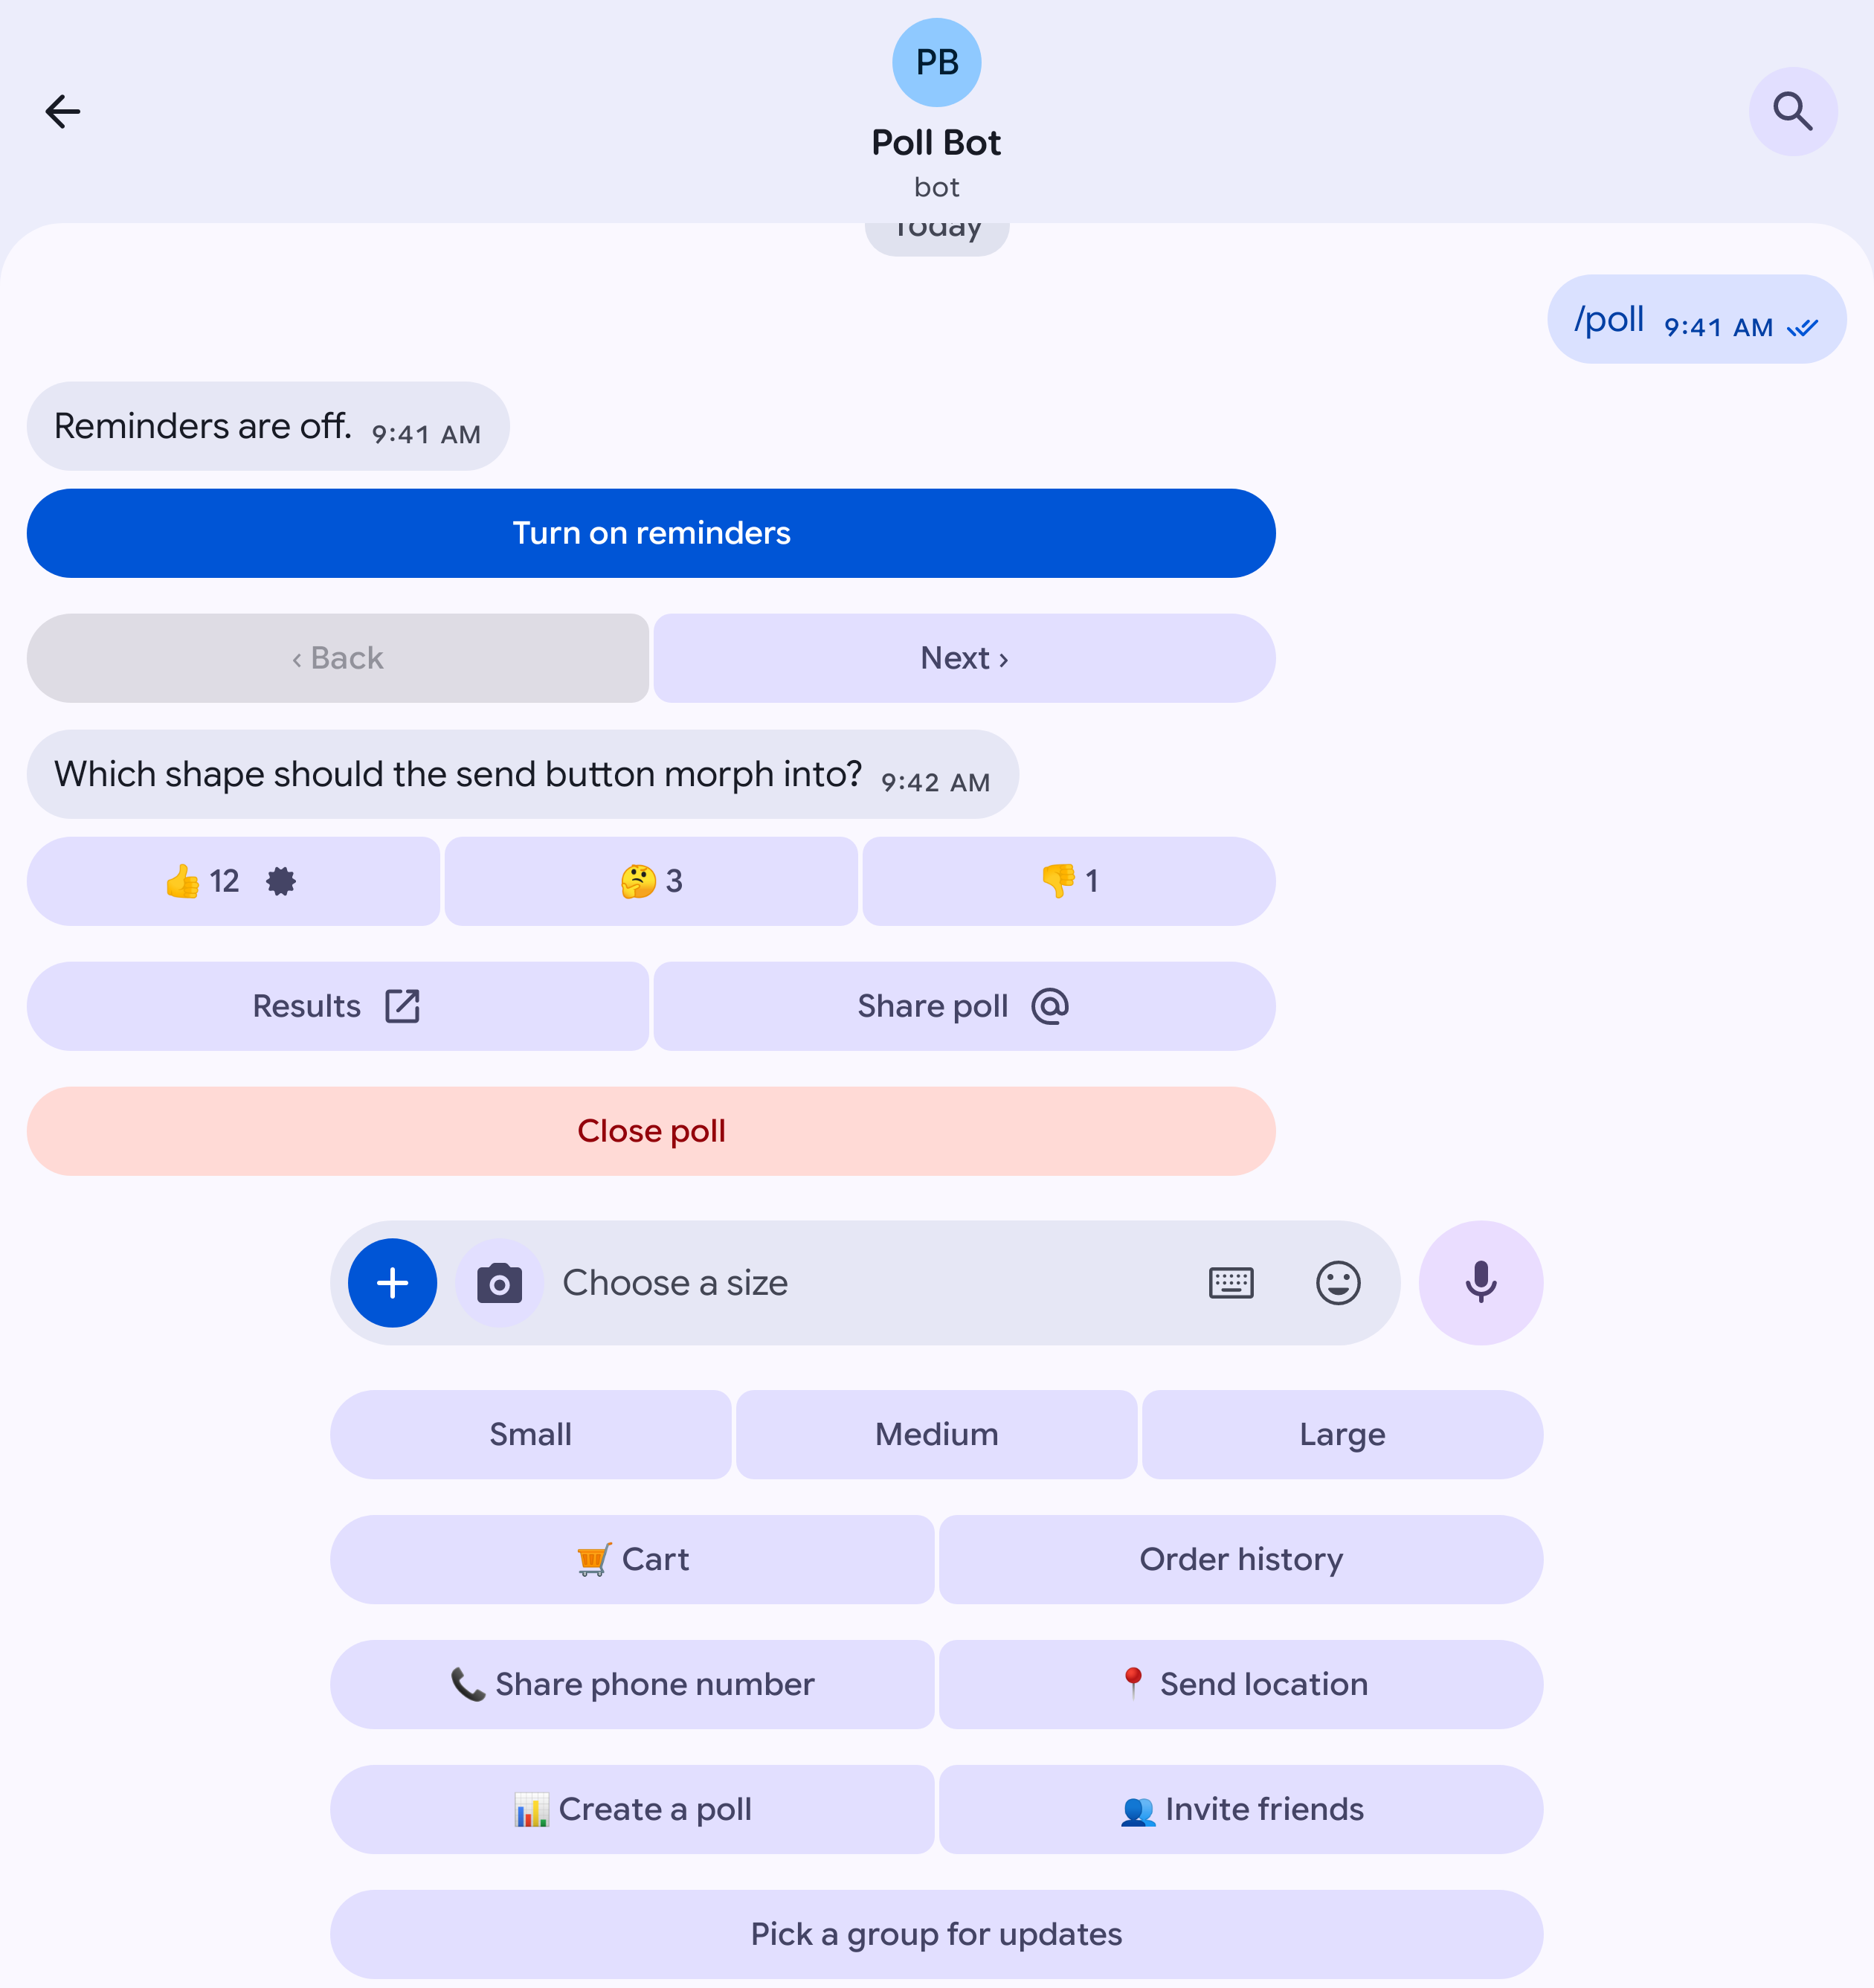 PB
Poll Bot
bot
Today
/poll 9:41 AM
Reminders are off. 9:41 AM
Turn on reminders
‹ Back
Next ›
Which shape should the send button morph into? 9:42 AM
👍 12
🤔 3
👎 1
Results
Share poll
Close poll
Choose a size
Small
Medium
Large
🛒 Cart
Order history
📞 Share phone number
📍 Send location
📊 Create a poll
👥 Invite friends
Pick a group for updates